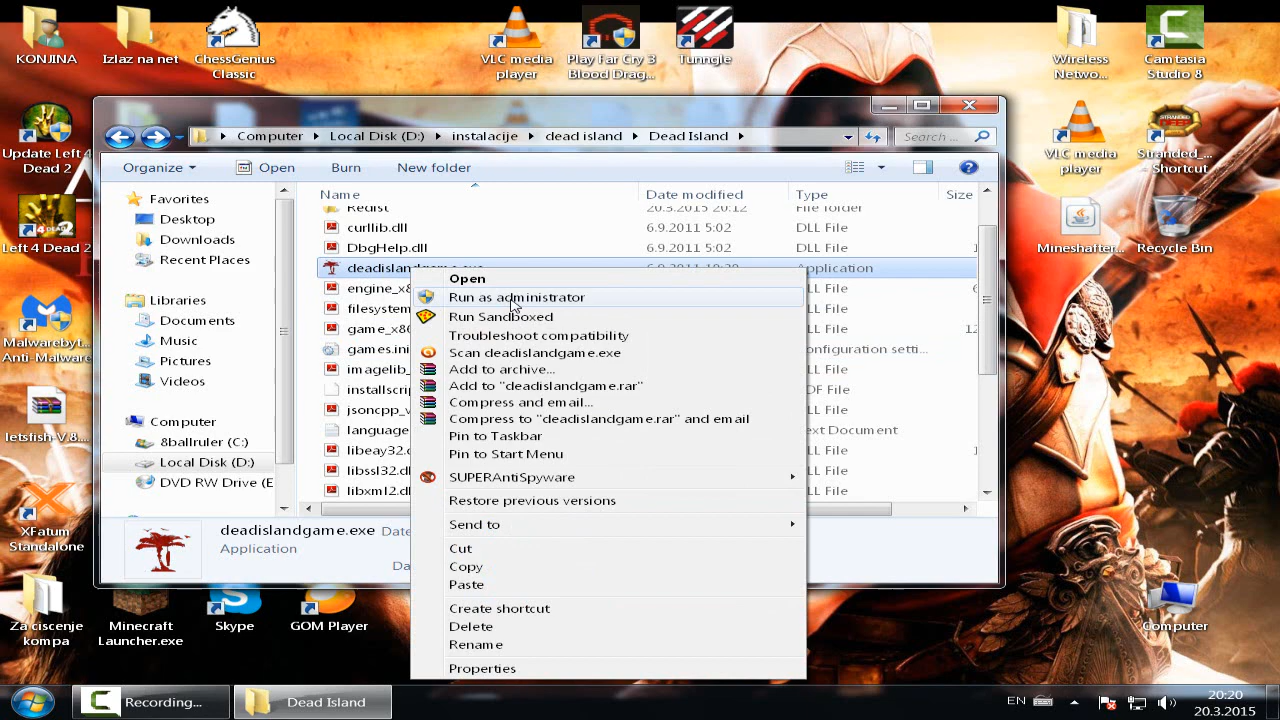 KONJINA
Izlaz na net
ChessGenius
Classic
VLC media
player
Play Far Cry 3
Blood Drag...
Tunngle
Wireless
Netwo...
Camtasia
Studio 8
Update Left 4
Dead 2
Left 4 Dead 2
Malwarebyt...
Anti-Malware
letsfish-V.8...
XFatum
Standalone
Za ciscenje
kompa
Minecraft
Launcher.exe
Skype
GOM Player
VLC media
player
Stranded_...
- Shortcut
Mineshafter...
Recycle Bin
Computer
Computer
Local Disk (D:)
instalacije
dead island
Dead Island
Search ...
Organize
Open
Burn
New folder
Favorites
Desktop
Downloads
Recent Places
Libraries
Documents
Music
Pictures
Videos
Computer
8ballruler (C:)
Local Disk (D:)
DVD RW Drive (E
Name
Date modified
Type
Size
Redist
20.3.2015 20:12
File folder
curllib.dll
6.9.2011 5:02
DLL File
DbgHelp.dll
6.9.2011 5:02
DLL File
1
deadislandgame.exe
Application
engine_x8
LL File
6
filesystem
LL File
game_x86
LL File
12
games.ini
onfiguration setti...
imagelib_
LL File
installscrip
DF File
jsoncpp_v
LL File
language
ext Document
libeay32.d
LL File
libssl32.dl
LL File
libxml2.dl
LL File
1
Open
Run as administrator
Run Sandboxed
Troubleshoot compatibility
Scan deadislandgame.exe
Add to archive...
Add to "deadislandgame.rar"
Compress and email...
Compress to "deadislandgame.rar" and email
Pin to Taskbar
Pin to Start Menu
SUPERAntiSpyware
Restore previous versions
Send to
Cut
Copy
Paste
Create shortcut
Delete
Rename
Properties
deadislandgame.exe
Date
Application
Da
Recording...
Dead Island
EN
20:20
20.3.2015